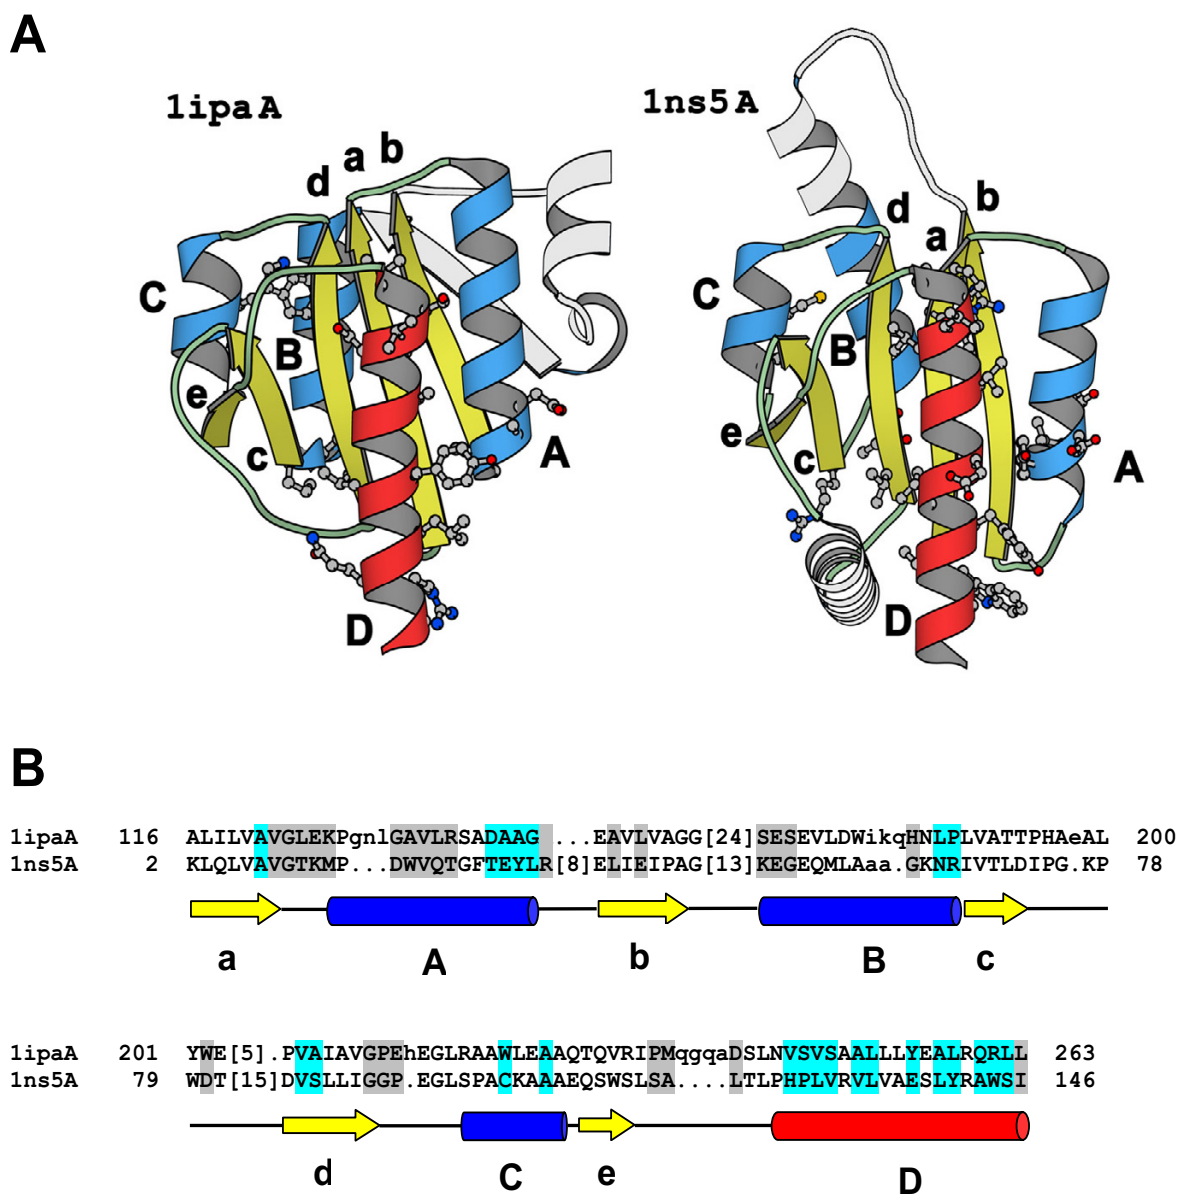 A
1ipaA
1ns5A
a b
d
b
d
a
C
C
B
B
e
e
c
c
A
A
D
D
B
1ipaA 116 ALILVAVGLEKPgnlGAVLRSADAAG....EAVLVAGG[24]SESEVLDWikqHNLPLVATTPHAeAL 200
1ns5A 2 KLQLVAVGTKMP...DWVQTGFTEYLR[8]ELIEIPAG[13]KEGEQMLAaa.GKNRIVTLDIPG.KP 78
a A b B c
1ipaA 201 YWE[5].PVAIAVGPEhEGLRAAWLEAAQTQVRIPMqgqaDSLNVSVSAALLLYEALRQRLL 263
1ns5A 79 WDT[15]DVSLLIGGP.EGLSPACKAAAEQSWSLSA....LTLPHPLVRVLVAESLYRAWSI 146
d C e D